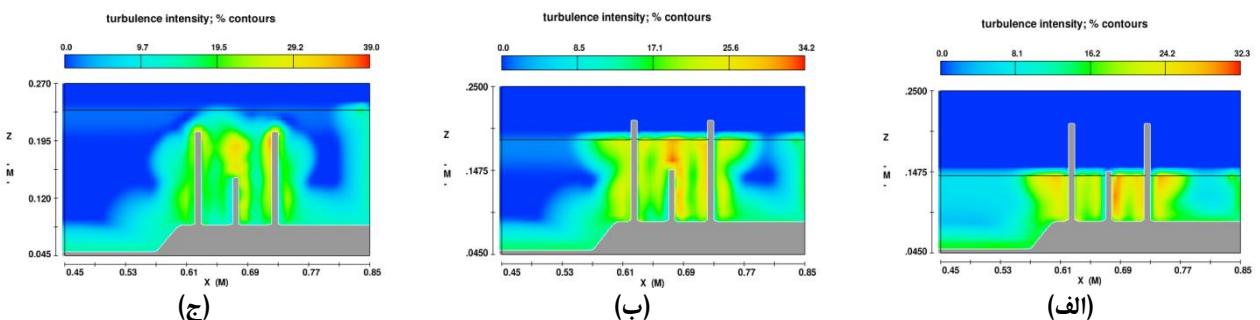 turbulence intensity; % contours
0.0 9.7 19.5 29.2 39.0
0.270
Z
0.195
-
M
-
0.120
0.045
0.45 0.53 0.61 0.69 0.77 0.85
X (M)
(ج)
turbulence intensity; % contours
0.0 8.5 17.1 25.6 34.2
.2500
Z
-
.1475
M
-
.0450
0.45 0.53 0.61 0.69 0.77 0.85
X (M)
(ب)
turbulence intensity; % contours
0.0 8.1 16.2 24.2 32.3
.2500
Z
-
.1475
M
-
.0450
0.45 0.53 0.61 0.69 0.77 0.85
X (M)
(الف)